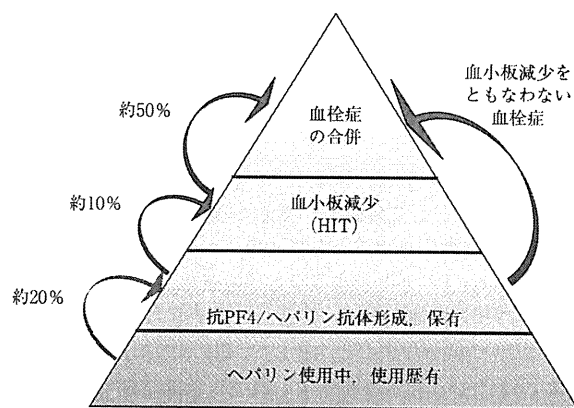 血小板減少を
ともなわない
血栓症
約50%
血栓症
の合併
約10%
血小板減少
(HIT)
約20%
抗PF4/ヘパリン抗体形成，保有
ヘパリン使用中，使用歴有